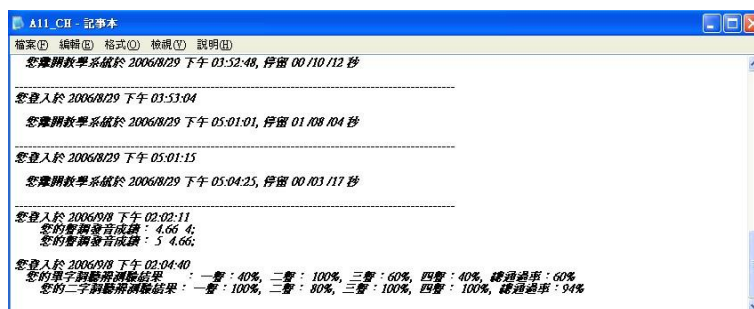 A11_CH - 記事本
檔案(F) 編輯(E) 格式(O) 檢視(V) 說明(H)
您離開教學系統於 2006/8/29 下午 03:52:48, 停留 00 /10 /12 秒
您登入於 2006/8/29 下午 03:53:04
您離開教學系統於 2006/8/29 下午 05:01:01, 停留 01 /08 /04 秒
您登入於 2006/8/29 下午 05:01:15
您離開教學系統於 2006/8/29 下午 05:04:25, 停留 00 /03 /17 秒
您登入於 2006/9/8 下午 02:02:11
您的聲調發音成績： 4.66 4;
您的聲調發音成績： 5 4.66;
您登入於 2006/9/8 下午 02:04:40
您的單字詞聽辨測驗結果 ： 一聲：40%, 二聲： 100%, 三聲：60%, 四聲：40%, 總通過率：60%
您的二字詞聽辨測驗結果： 一聲：100%, 二聲： 80%, 三聲：100%, 四聲： 100%, 總通過率：94%